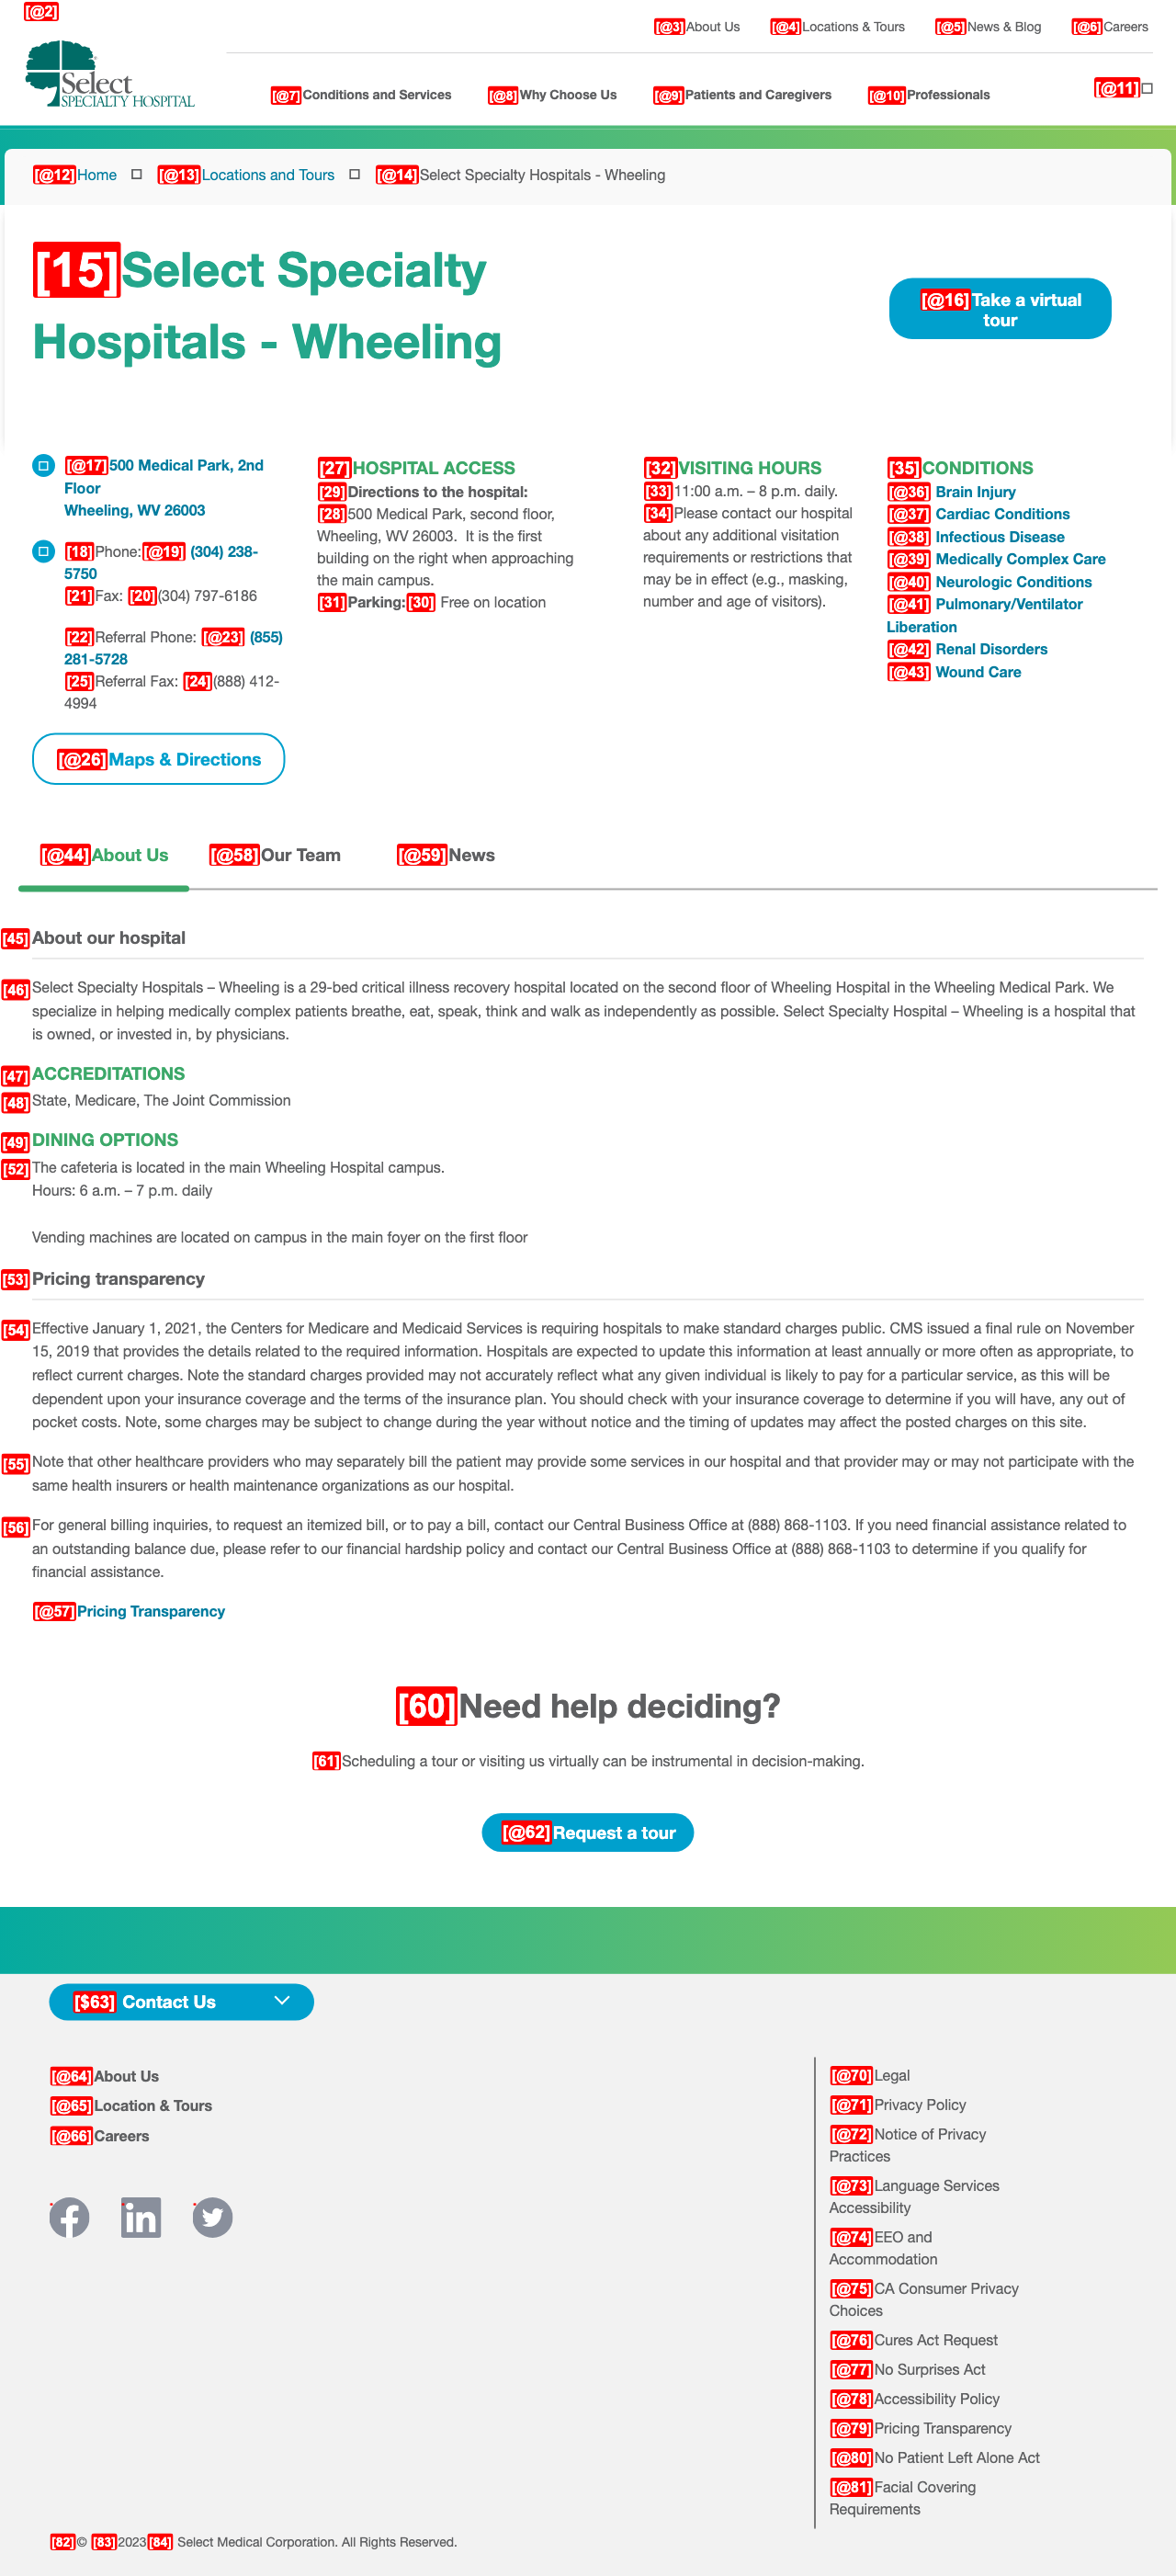 [@2]
Select
SPECIALTY HOSPITAL
[@3]About Us [@4]Locations & Tours [@5]News & Blog [@6]Careers
[@7]Conditions and Services [@8]Why Choose Us [@9]Patients and Caregivers [@10]Professionals [@11]
[@12]Home [@13]Locations and Tours [@14]Select Specialty Hospitals - Wheeling
[15]Select Specialty
Hospitals - Wheeling
[@16]Take a virtual
tour
[@17]500 Medical Park, 2nd
Floor
Wheeling, WV 26003
[18]Phone:[@19] (304) 238-
5750
[21]Fax: [20](304) 797-6186
[22]Referral Phone: [@23] (855)
281-5728
[25]Referral Fax: [24](888) 412-
4994
[@26]Maps & Directions
[27]HOSPITAL ACCESS
[29]Directions to the hospital:
[28]500 Medical Park, second floor,
Wheeling, WV 26003. It is the first
building on the right when approaching
the main campus.
[31]Parking:[30] Free on location
[32]VISITING HOURS
[33]11:00 a.m. – 8 p.m. daily.
[34]Please contact our hospital
about any additional visitation
requirements or restrictions that
may be in effect (e.g., masking,
number and age of visitors).
[35]CONDITIONS
[@36] Brain Injury
[@37] Cardiac Conditions
[@38] Infectious Disease
[@39] Medically Complex Care
[@40] Neurologic Conditions
[@41] Pulmonary/Ventilator
Liberation
[@42] Renal Disorders
[@43] Wound Care
[@44]About Us [@58]Our Team [@59]News
[45]About our hospital
[46]Select Specialty Hospitals – Wheeling is a 29-bed critical illness recovery hospital located on the second floor of Wheeling Hospital in the Wheeling Medical Park. We
specialize in helping medically complex patients breathe, eat, speak, think and walk as independently as possible. Select Specialty Hospital – Wheeling is a hospital that
is owned, or invested in, by physicians.
[47]ACCREDITATIONS
[48]State, Medicare, The Joint Commission
[49]DINING OPTIONS
[52]The cafeteria is located in the main Wheeling Hospital campus.
Hours: 6 a.m. – 7 p.m. daily
Vending machines are located on campus in the main foyer on the first floor
[53]Pricing transparency
[54]Effective January 1, 2021, the Centers for Medicare and Medicaid Services is requiring hospitals to make standard charges public. CMS issued a final rule on November
15, 2019 that provides the details related to the required information. Hospitals are expected to update this information at least annually or more often as appropriate, to
reflect current charges. Note the standard charges provided may not accurately reflect what any given individual is likely to pay for a particular service, as this will be
dependent upon your insurance coverage and the terms of the insurance plan. You should check with your insurance coverage to determine if you will have, any out of
pocket costs. Note, some charges may be subject to change during the year without notice and the timing of updates may affect the posted charges on this site.
[55]Note that other healthcare providers who may separately bill the patient may provide some services in our hospital and that provider may or may not participate with the
same health insurers or health maintenance organizations as our hospital.
[56]For general billing inquiries, to request an itemized bill, or to pay a bill, contact our Central Business Office at (888) 868-1103. If you need financial assistance related to
an outstanding balance due, please refer to our financial hardship policy and contact our Central Business Office at (888) 868-1103 to determine if you qualify for
financial assistance.
[@57]Pricing Transparency
[60]Need help deciding?
[61]Scheduling a tour or visiting us virtually can be instrumental in decision-making.
[@62]Request a tour
[$63] Contact Us
[@64]About Us
[@65]Location & Tours
[@66]Careers
[@70]Legal
[@71]Privacy Policy
[@72]Notice of Privacy
Practices
[@73]Language Services
Accessibility
[@74]EEO and
Accommodation
[@75]CA Consumer Privacy
Choices
[@76]Cures Act Request
[@77]No Surprises Act
[@78]Accessibility Policy
[@79]Pricing Transparency
[@80]No Patient Left Alone Act
[@81]Facial Covering
Requirements
[82]© [83]2023[84] Select Medical Corporation. All Rights Reserved.